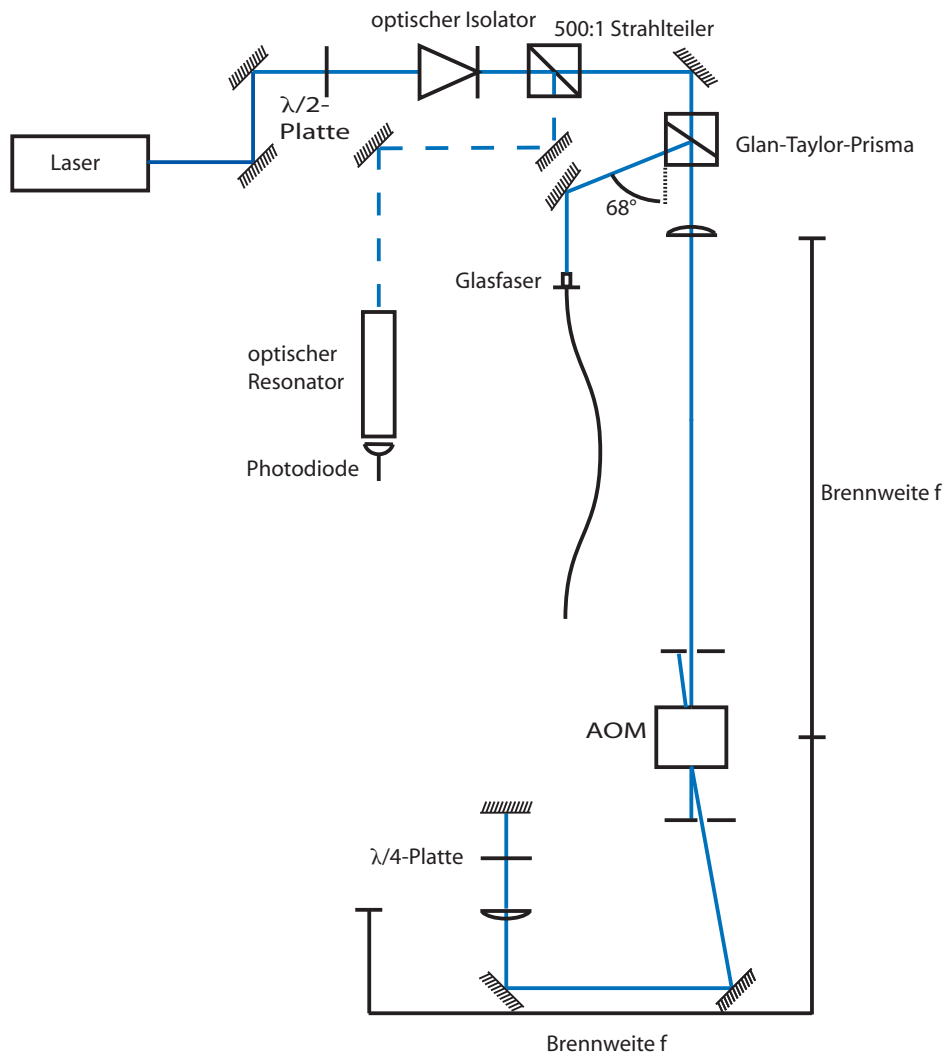 optischer Isolator
500:1 Strahlteiler
λ/2-
Platte
Laser
Glan-Taylor-Prisma
68°
Glasfaser
optischer
Resonator
Photodiode
Brennweite f
AOM
λ/4-Platte
Brennweite f